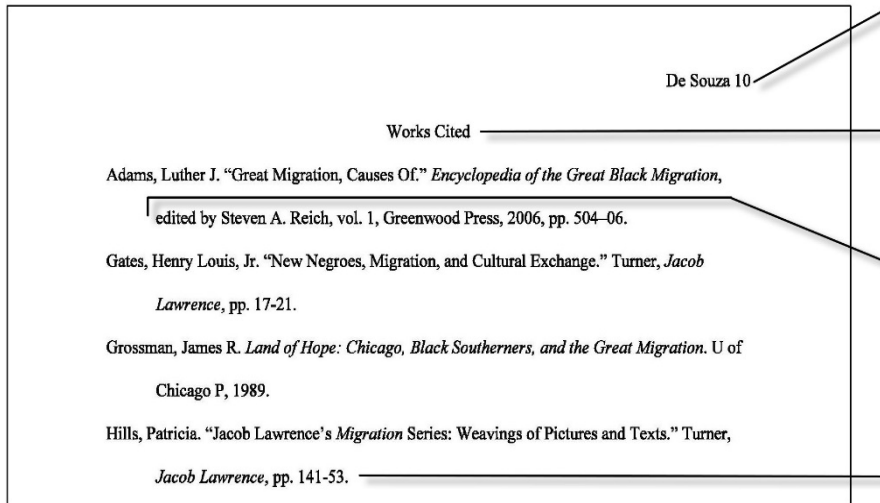 De Souza 10
Works Cited
Adams, Luther J. “Great Migration, Causes Of.” Encyclopedia of the Great Black Migration,
edited by Steven A. Reich, vol. 1, Greenwood Press, 2006, pp. 504–06.
Gates, Henry Louis, Jr. “New Negroes, Migration, and Cultural Exchange.” Turner, Jacob
Lawrence, pp. 17-21.
Grossman, James R. Land of Hope: Chicago, Black Southerners, and the Great Migration. U of
Chicago P, 1989.
Hills, Patricia. “Jacob Lawrence’s Migration Series: Weavings of Pictures and Texts.” Turner,
Jacob Lawrence, pp. 141-53.